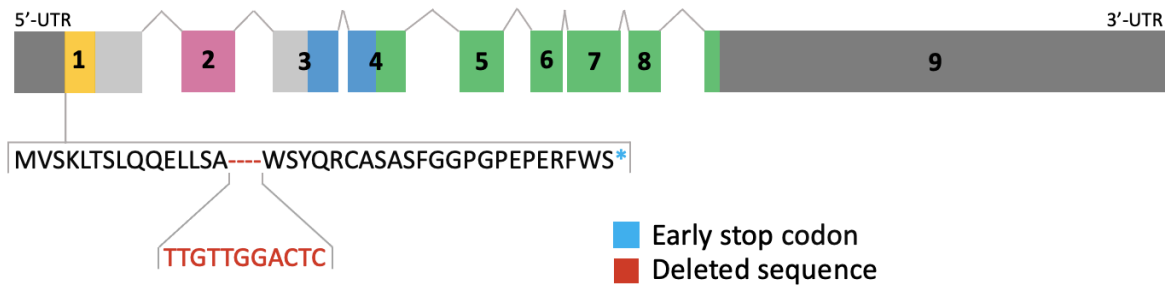 5’-UTR 3’-UTR
1 2 3 4 5 6 7 8 9
MVSKLTSLQQELLSA----WSYQRCASASFGGPGPEPERFWS*
TTGTTGGACTC
Early stop codon
Deleted sequence